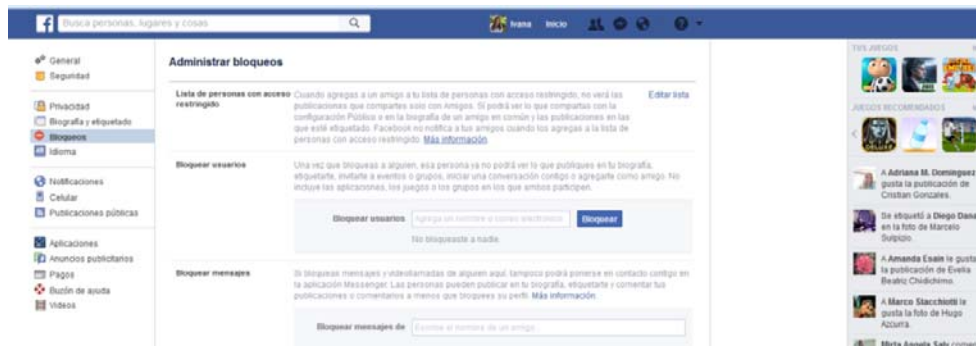 Busca personas, lugares y cosas
Ivana Inicio
General
Seguridad
Privacidad
Biografía y etiquetado
Bloqueos
Idioma
Notificaciones
Celular
Publicaciones públicas
Aplicaciones
Anuncios publicitarios
Pagos
Buzón de ayuda
Videos
Administrar bloqueos
Lista de personas con acceso restringido
Cuando agregas a un amigo a tu lista de personas con acceso restringido, no verá las
publicaciones que compartes solo con Amigos. Sí podrá ver lo que compartas con la
configuración Pública o en la biografía de un amigo en común y las publicaciones en las
que esté etiquetado. Facebook no notifica a tus amigos cuando los agregas a la lista de
personas con acceso restringido. Más información.
Editar lista
Bloquear usuarios
Una vez que bloqueas a alguien, esa persona ya no podrá ver lo que publiques en tu biografía,
etiquetarte, invitarte a eventos o grupos, iniciar una conversación contigo o agregarte como amigo. No
incluye las aplicaciones, los juegos o los grupos en los que ambos participen.
Bloquear usuarios
Agrega un nombre o correo electrónico
Bloquear
No bloqueaste a nadie.
Bloquear mensajes
Si bloqueas mensajes y videollamadas de alguien aquí, tampoco podrá ponerse en contacto contigo en
la aplicación Messenger. Las personas pueden publicar en tu biografía, etiquetarte y comentar tus
publicaciones o comentarios a menos que bloquees su perfil. Más información.
Bloquear mensajes de
Escribe el nombre de un amigo
TUS JUEGOS
JUEGOS RECOMENDADOS
A Adriana M. Dominguez
gusta la publicación de
Cristian Gonzales.
Se etiquetó a Diego Dana
en la foto de Marcelo
Sulpizio.
A Amanda Esain le gusta
la publicación de Evelia
Beatriz Chidichimo.
A Marco Stacchiotti le
gusta la foto de Hugo
Azcurra.
Mirta Angela